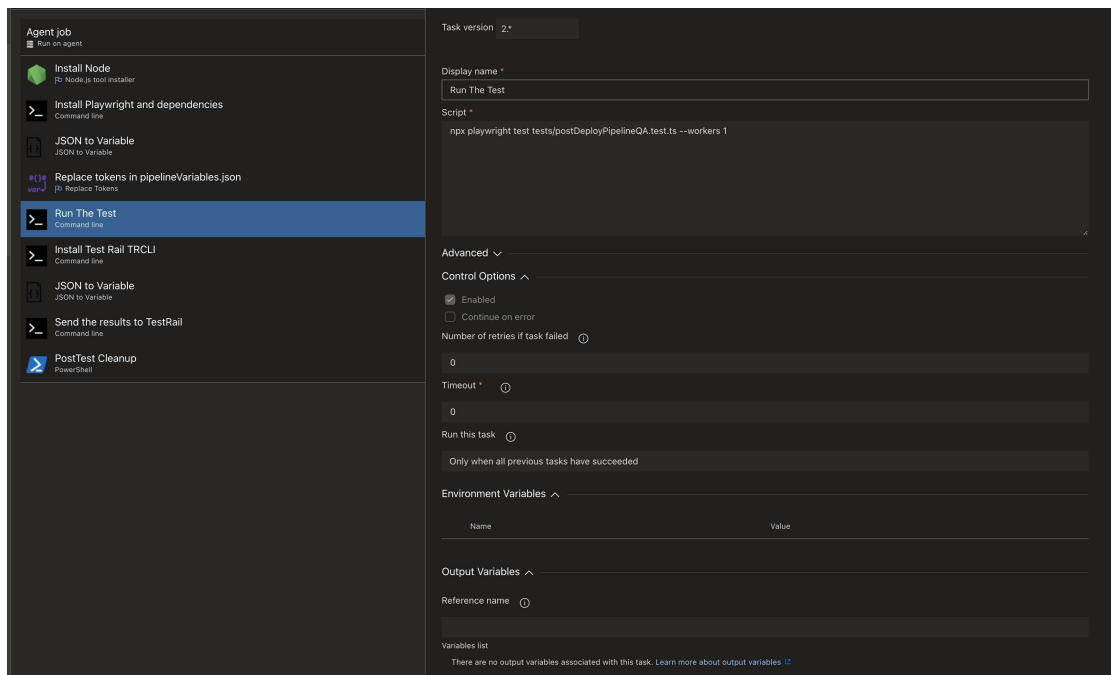 Agent job
Run on agent
Install Node
Node.js tool installer
Install Playwright and dependencies
Command line
JSON to Variable
JSON to Variable
Replace tokens in pipelineVariables.json
Replace Tokens
Run The Test
Command line
Install Test Rail TRCLI
Command line
JSON to Variable
JSON to Variable
Send the results to TestRail
Command line
PostTest Cleanup
PowerShell
Task version 2.*
Display name *
Run The Test
Script *
npx playwright test tests/postDeployPipelineQA.test.ts --workers 1
Advanced
Control Options
Enabled
Continue on error
Number of retries if task failed
0
Timeout *
0
Run this task
Only when all previous tasks have succeeded
Environment Variables
Name Value
Output Variables
Reference name
Variables list
There are no output variables associated with this task. Learn more about output variables